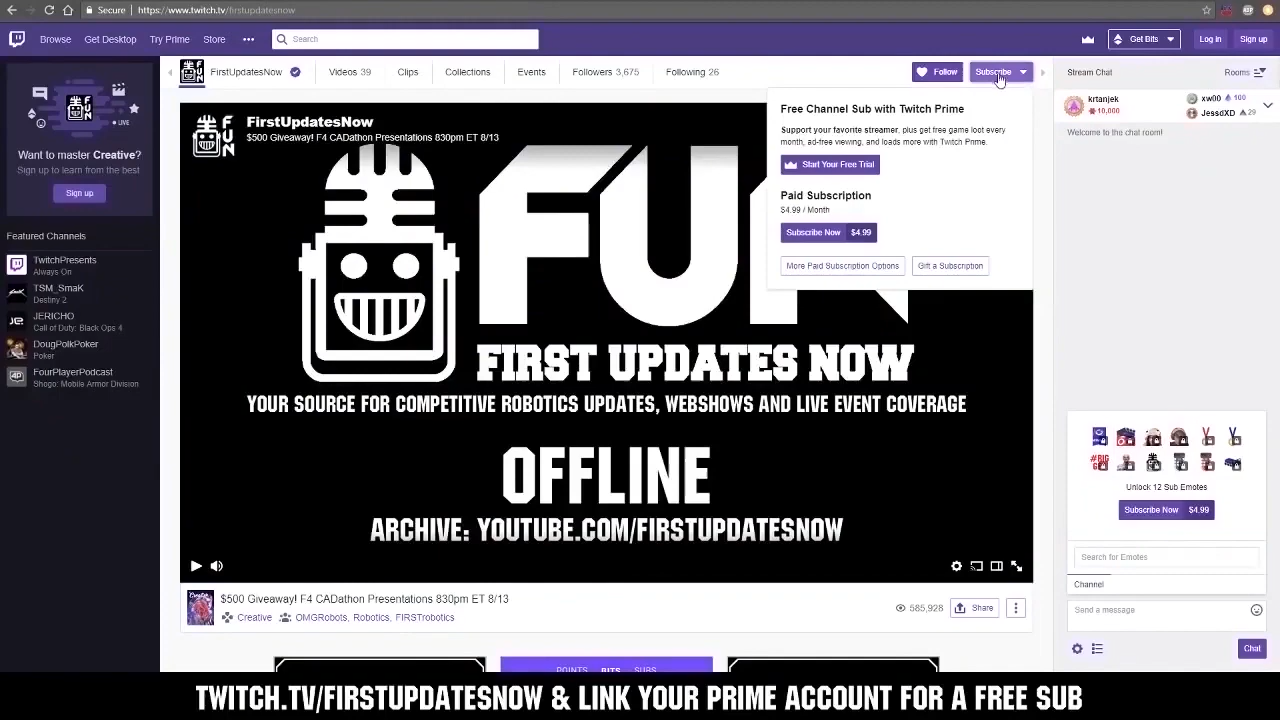 Secure
https://www.twitch.tv/firstupdatesnow
Browse
Get Desktop
Try Prime
Store
Search
Get Bits
Log in
Sign up
LIVE
Want to master Creative?
Sign up to learn from the best
Sign up
Featured Channels
TwitchPresents
Always On
TSM_SmaK
Destiny 2
JERICHO
Call of Duty: Black Ops 4
DougPolkPoker
Poker
FourPlayerPodcast
Shogo: Mobile Armor Division
FirstUpdatesNow
Videos 39
Clips
Collections
Events
Followers 3,675
Following 26
Follow
Subscribe
FUN
FirstUpdatesNow
$500 Giveaway! F4 CADathon Presentations 830pm ET 8/13
Free Channel Sub with Twitch Prime
Support your favorite streamer, plus get free game loot every
month, ad-free viewing, and loads more with Twitch Prime.
Start Your Free Trial
Paid Subscription
$4.99 / Month
Subscribe Now $4.99
More Paid Subscription Options
Gift a Subscription
FUN
FIRST UPDATES NOW
YOUR SOURCE FOR COMPETITIVE ROBOTICS UPDATES, WEBSHOWS AND LIVE EVENT COVERAGE
OFFLINE
ARCHIVE: YOUTUBE.COM/FIRSTUPDATESNOW
$500 Giveaway! F4 CADathon Presentations 830pm ET 8/13
Creative
OMGRobots, Robotics, FIRSTrobotics
585,928
Share
POINTS BITS SUBS
Stream Chat
Rooms
krtanjek
10,000
xw00 100
JessdXD 29
Welcome to the chat room!
Unlock 12 Sub Emotes
Subscribe Now $4.99
Search for Emotes
Channel
Send a message
Chat
TWITCH.TV/FIRSTUPDATESNOW & LINK YOUR PRIME ACCOUNT FOR A FREE SUB